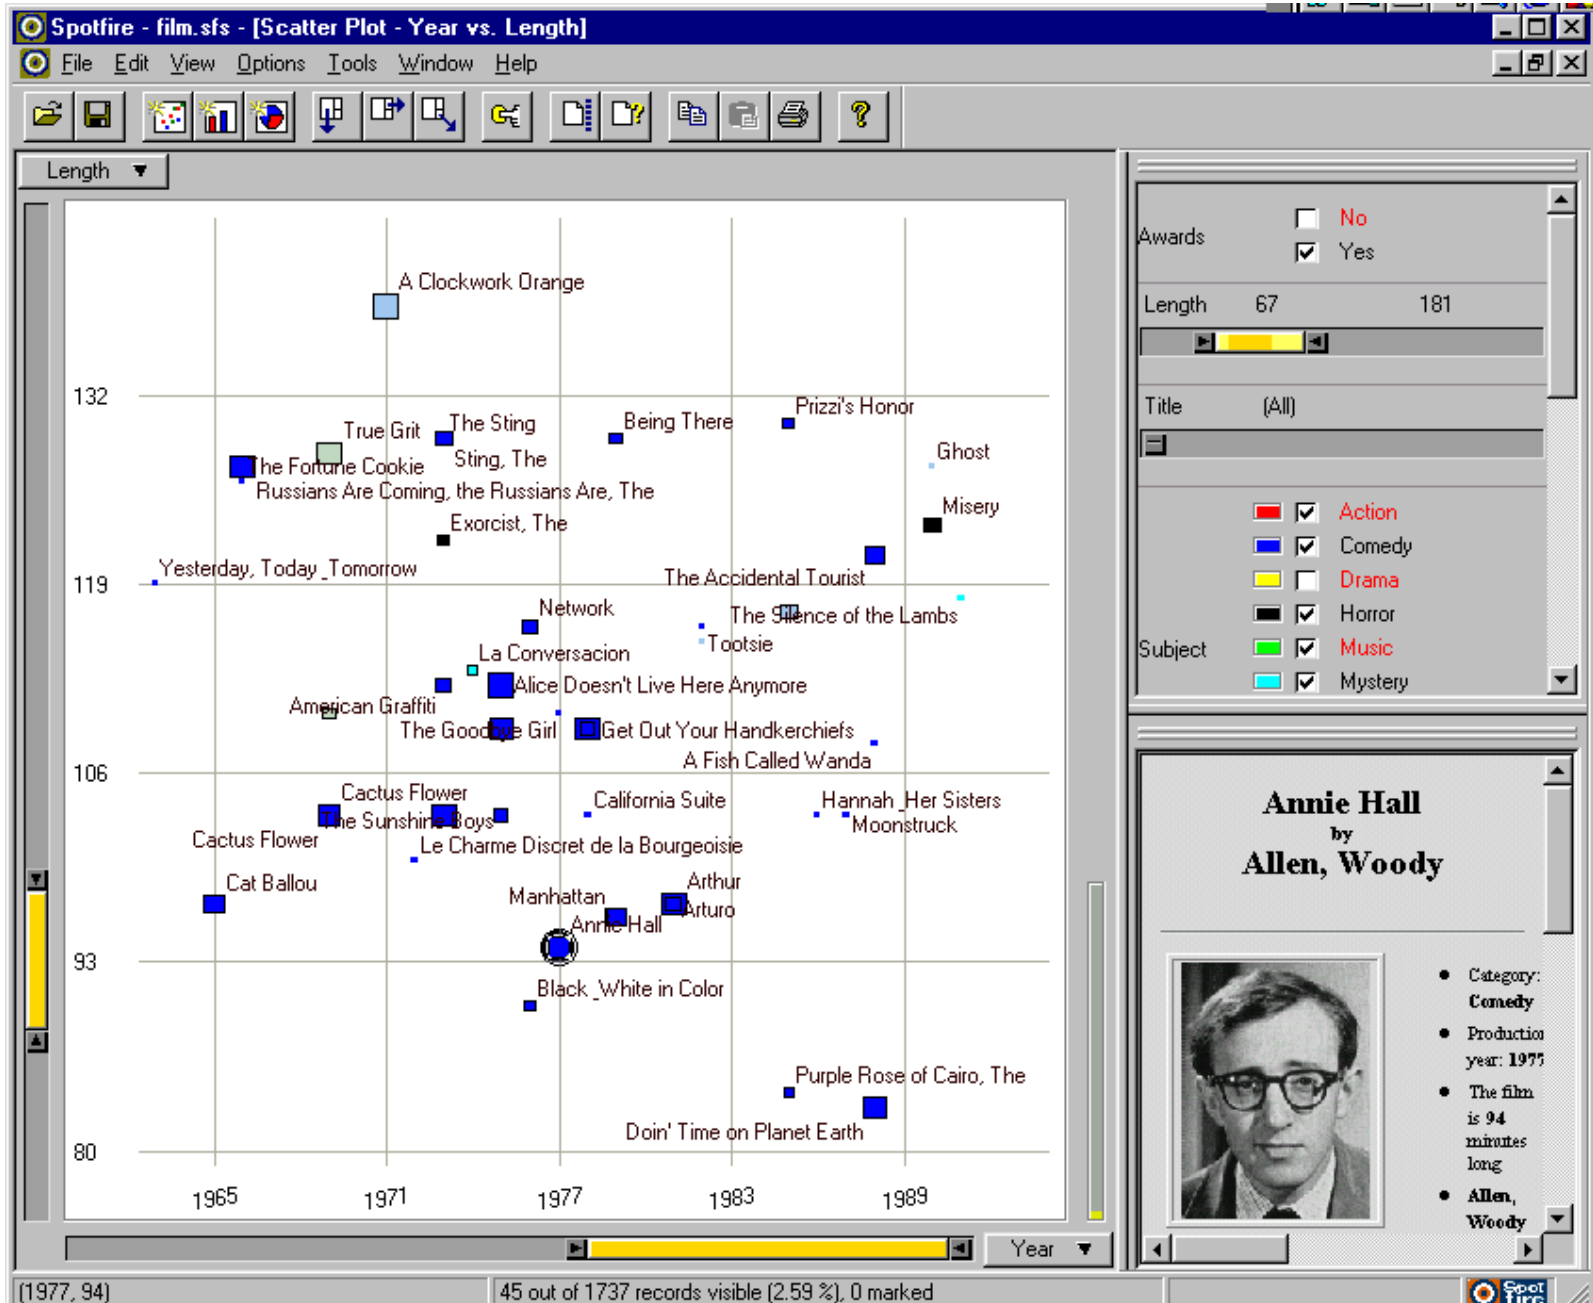 Spotfire - film.sfs - [Scatter Plot - Year vs. Length]
File Edit View Options Tools Window Help
Length
A Clockwork Orange
132
Prizzi's Honor
True Grit
The Sting
Being There
Sting, The
Ghost
The Fortune Cookie
Russians Are Coming, the Russians Are, The
Misery
Exorcist, The
Yesterday, Today _Tomorrow
The Accidental Tourist
119
Network
The Silence of the Lambs
Tootsie
La Conversacion
Alice Doesn't Live Here Anymore
American Graffiti
The Goodbye Girl
Get Out Your Handkerchiefs
A Fish Called Wanda
106
Cactus Flower
California Suite
Hannah _Her Sisters
The Sunshine Boys
Moonstruck
Cactus Flower
Le Charme Discret de la Bourgeoisie
Cat Ballou
Arthur
Manhattan
Arturo
Annie Hall
93
Black _White in Color
Purple Rose of Cairo, The
Doin' Time on Planet Earth
80
1965 1971 1977 1983 1989
Year
Awards
No
Yes
Length 67 181
Title (All)
Subject
Action
Comedy
Drama
Horror
Music
Mystery
Annie Hall
by
Allen, Woody
Category:
Comedy
Production
year: 1977
The film
is 94
minutes
long
Allen,
Woody
(1977, 94)
45 out of 1737 records visible (2.59 %), 0 marked
Spot
fire